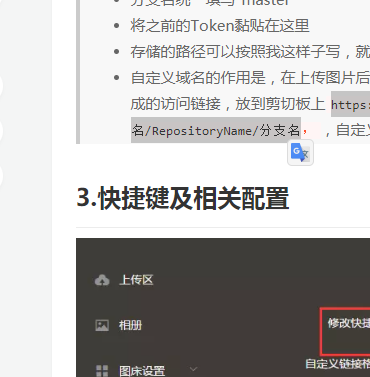 分支名统一填写 master
将之前的Token黏贴在这里
存储的路径可以按照我这样子写，就
自定义域名的作用是，在上传图片后
成的访问链接，放到剪切板上 https:
名/RepositoryName/分支名， ，自定义
3.快捷键及相关配置
上传区
相册
修改快捷
自定义链接格
图床设置